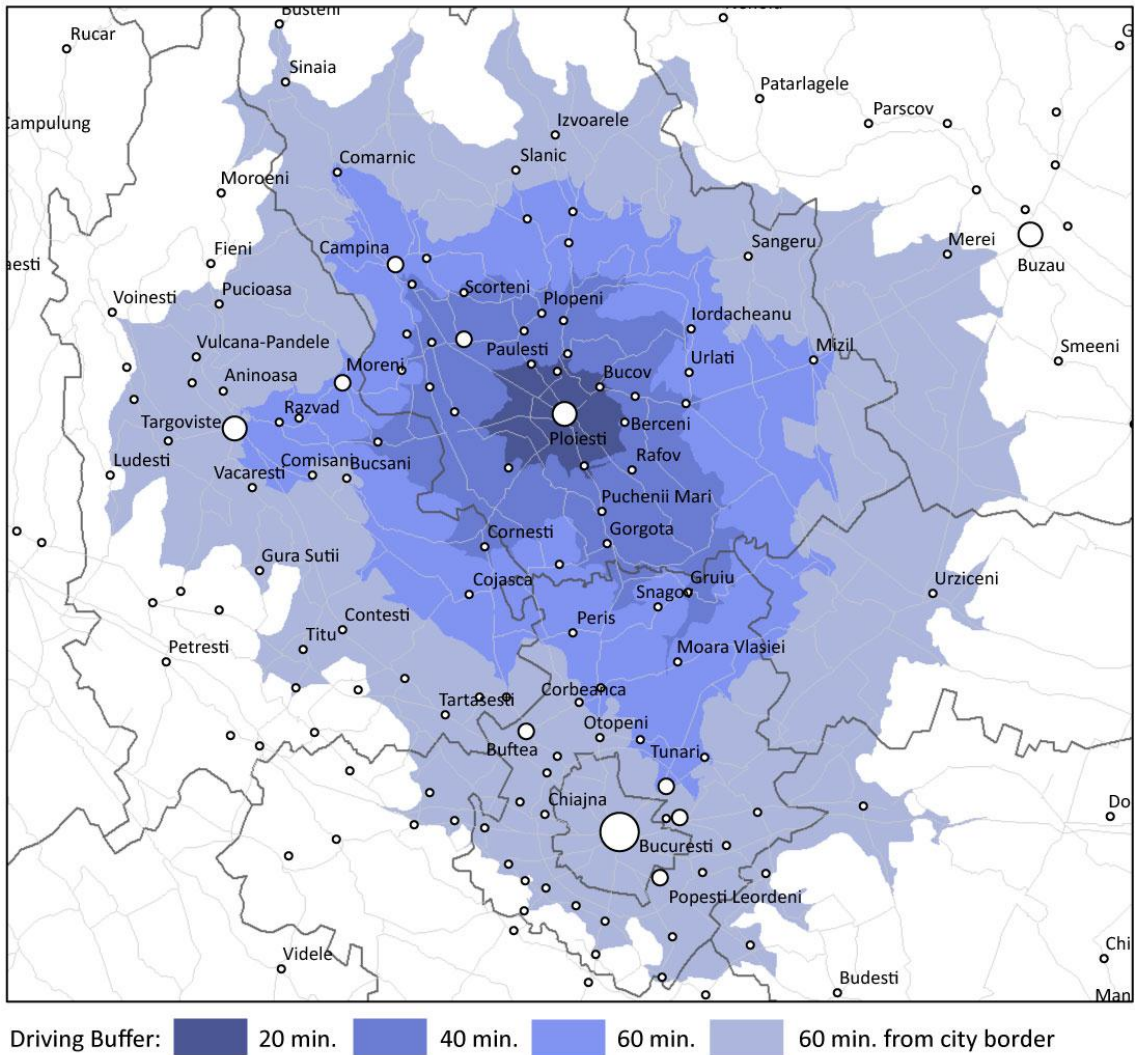 Busteni
Rucar
Sinaia
Patarlagele
Parscov
Campulung
Izvoarele
Comarnic
Slanic
Moroeni
Fieni
Campina
Sangeru
Merei
Buzau
Pucioasa
Voinesti
Scorteni
Plopeni
Iordacheanu
Vulcana-Pandele
Paulesti
Mizil
Smeeni
Moreni
Urlati
Aninoasa
Bucov
Razvad
Targoviste
Berceni
Ploiesti
Ludesti
Vacaresti
Comisani
Bucsani
Rafov
Puchenii Mari
Cornesti
Gorgota
Gura Sutii
Cojasca
Gruiu
Snagov
Urziceni
Contesti
Peris
Titu
Petresti
Moara Vlasiei
Tartasesti
Corbeanca
Otopeni
Buftea
Tunari
Chiajna
Do
Bucuresti
Popesti Leordeni
Videle
Chi
Budesti
Man
Driving Buffer: 20 min. 40 min. 60 min. 60 min. from city border